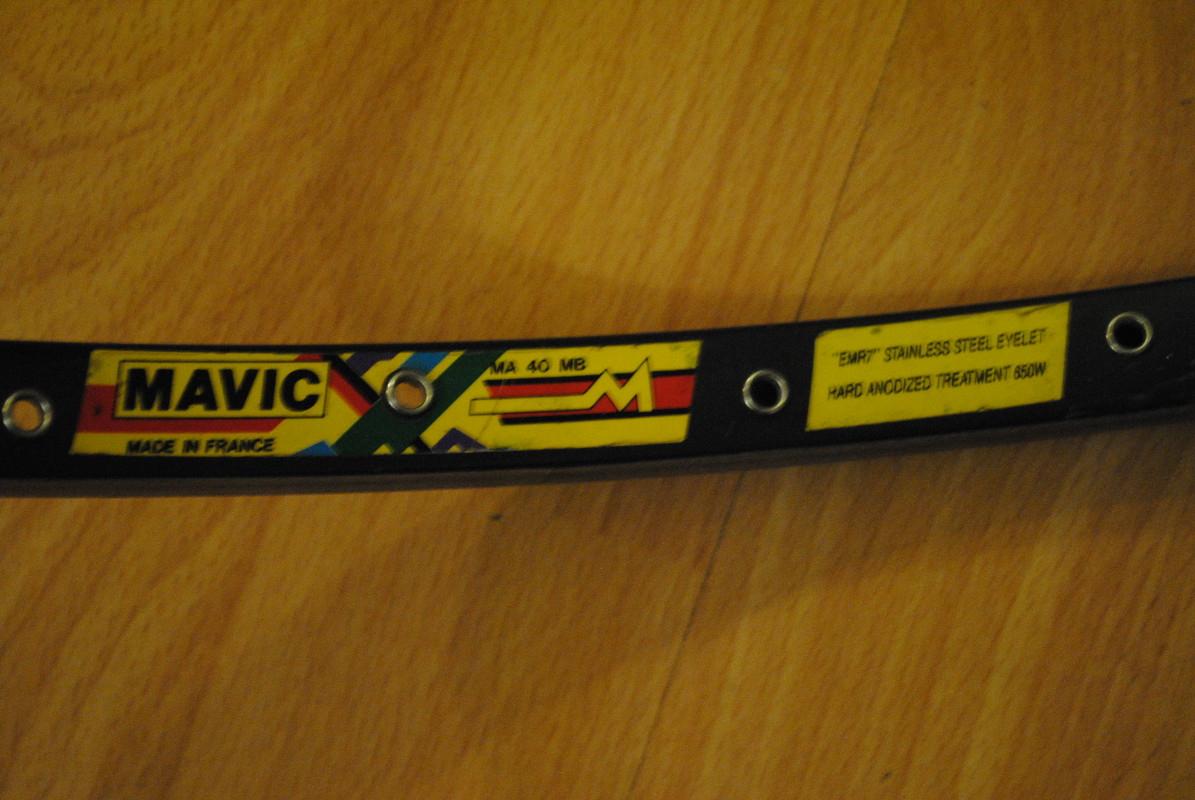 MAVIC
MADE IN FRANCE
MA 40 MB
M
"EMR7" STAINLESS STEEL EYELET
HARD ANODIZED TREATMENT 650W